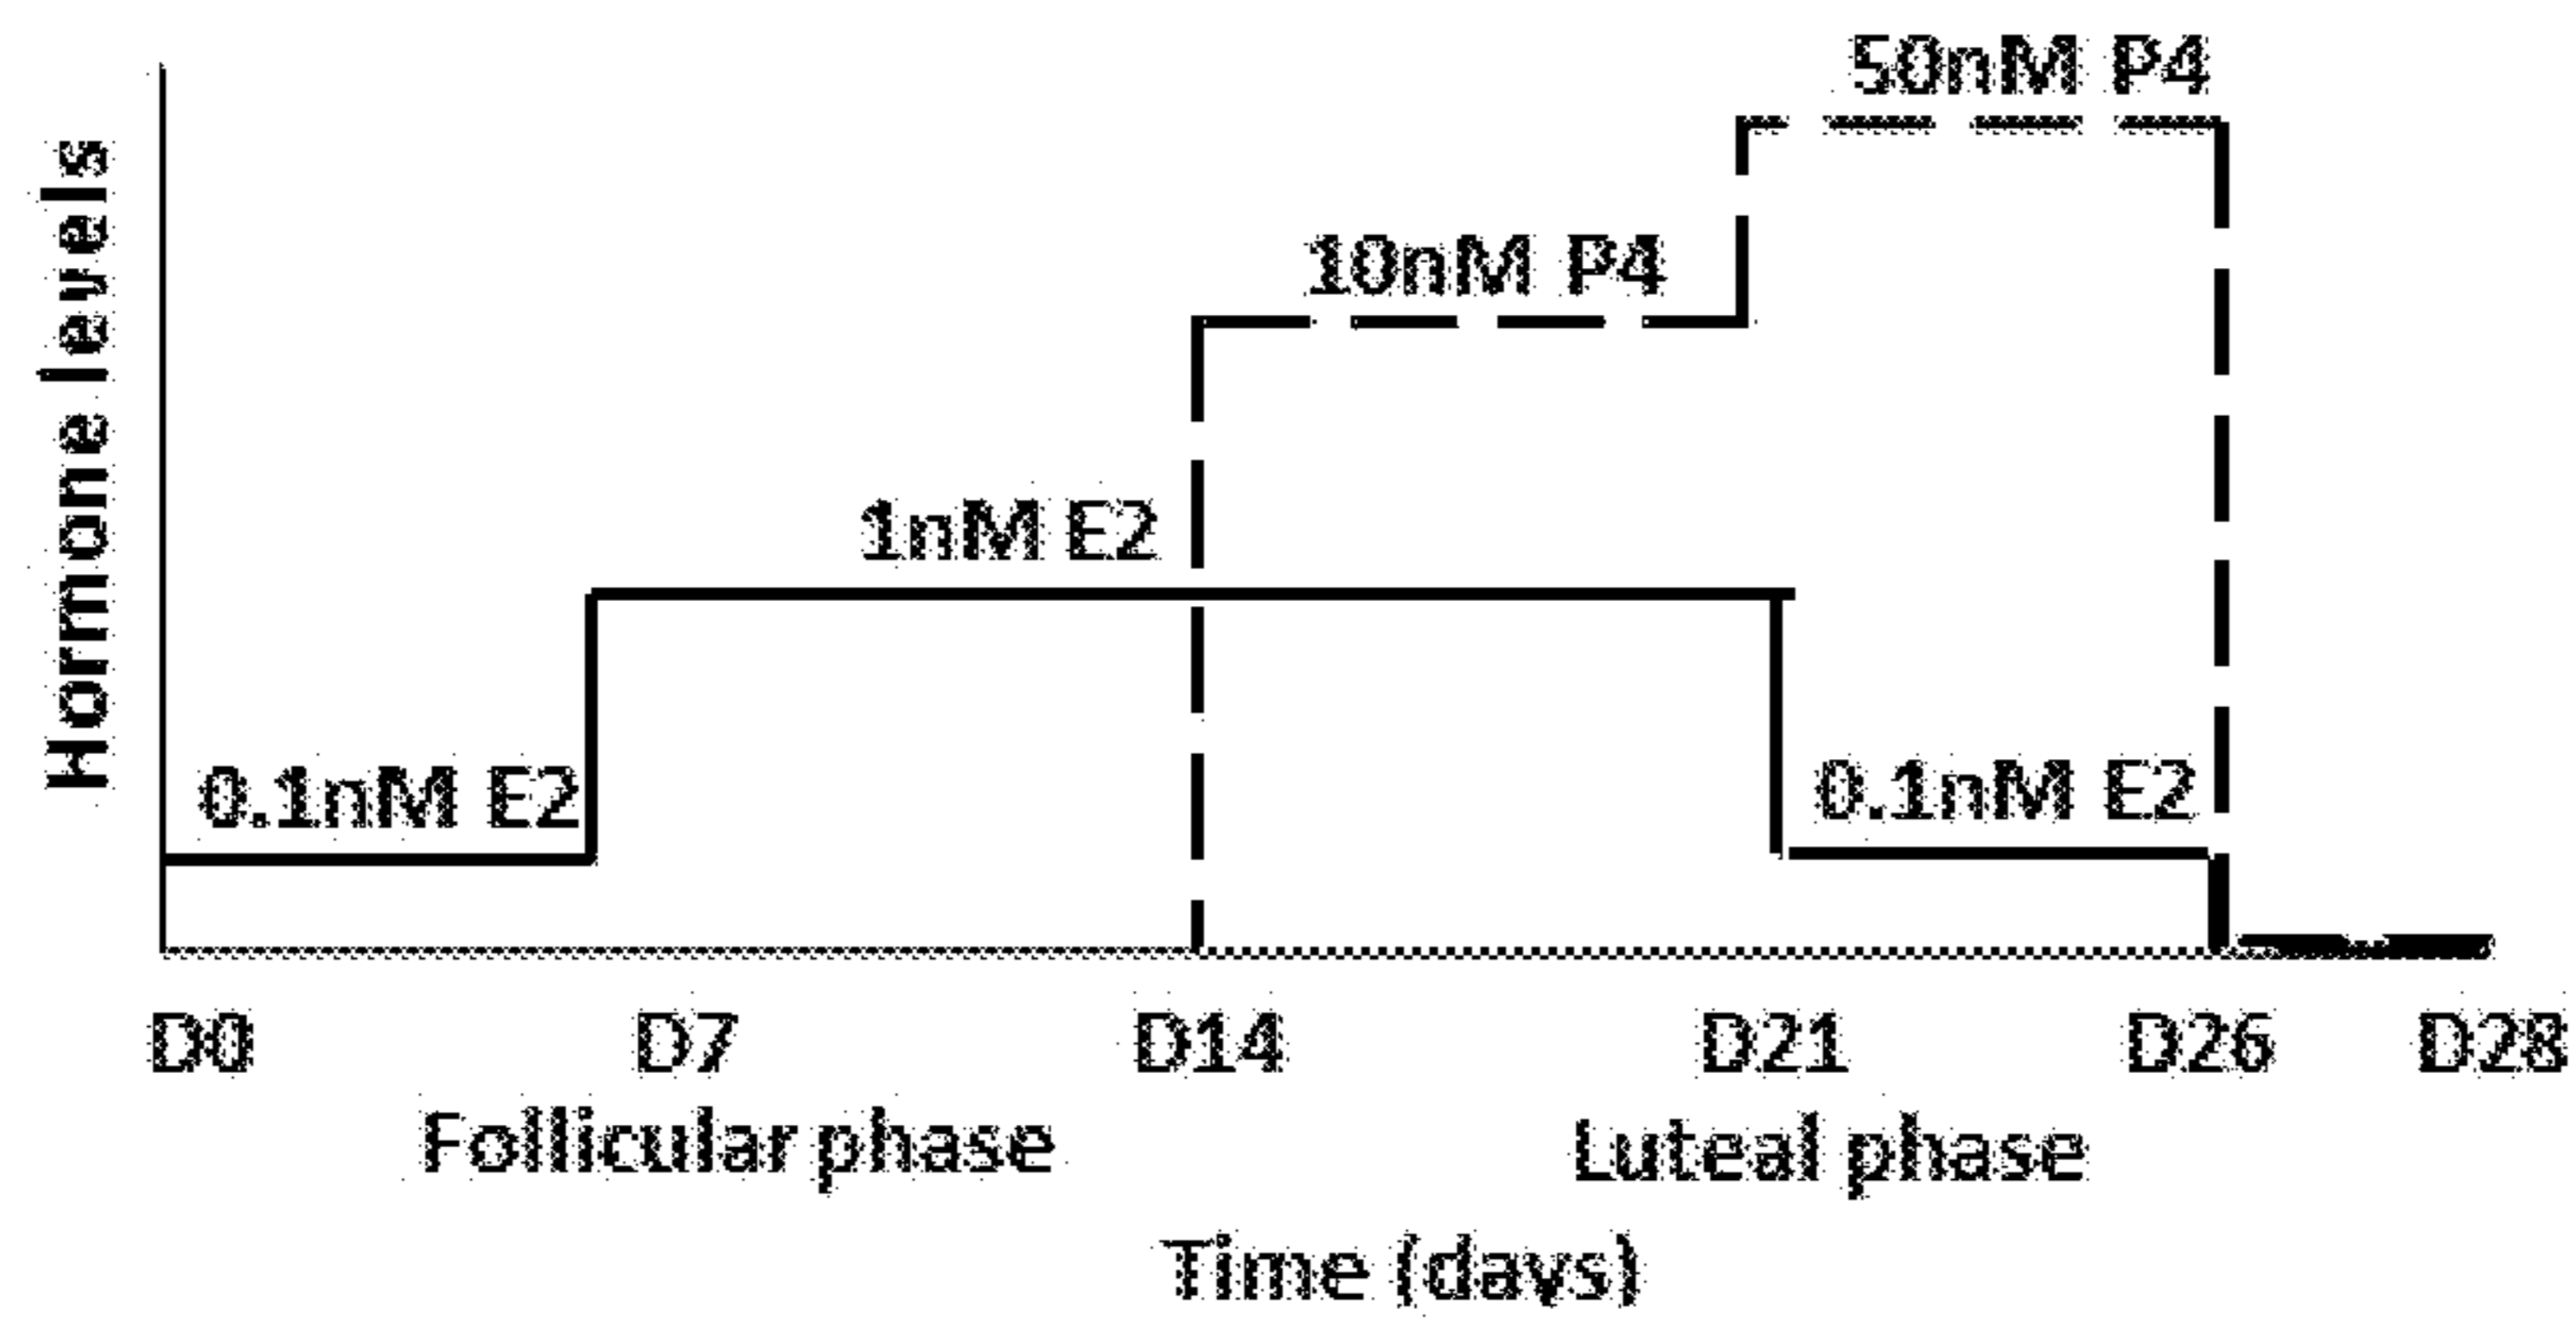 50nM P4
10nM P4
1nM E2
0.1nM E2
0.1nM E2
Hormone levels
D0 D7 D14 D21 D26 D28
Follicular phase Luteal phase
Time (days)